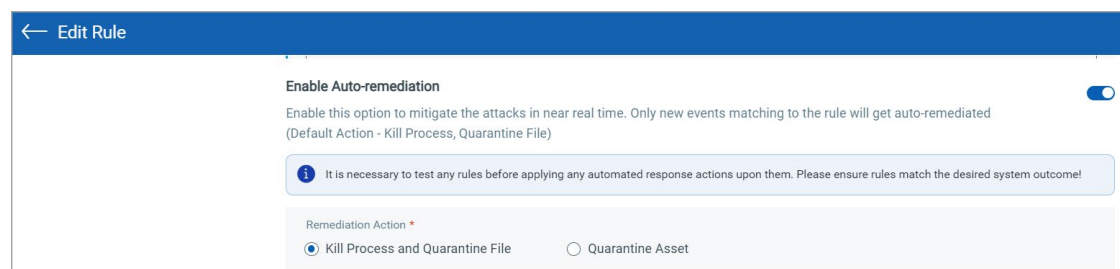 Edit Rule
Enable Auto-remediation
Enable this option to mitigate the attacks in near real time. Only new events matching to the rule will get auto-remediated
(Default Action - Kill Process, Quarantine File)
It is necessary to test any rules before applying any automated response actions upon them. Please ensure rules match the desired system outcome!
Remediation Action *
Kill Process and Quarantine File Quarantine Asset